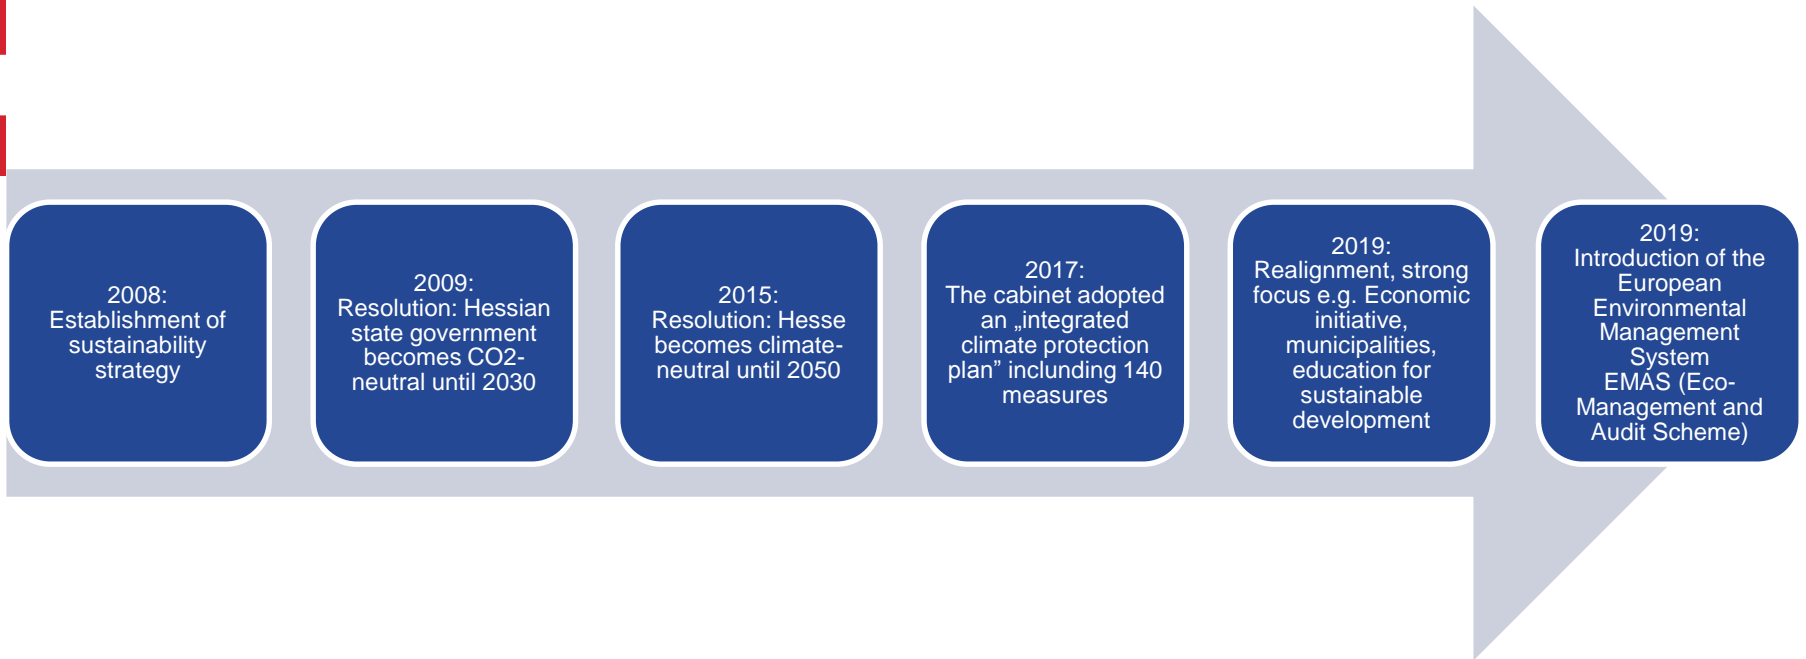 2008:
Establishment of
sustainability
strategy
2009:
Resolution: Hessian
state government
becomes CO2-
neutral until 2030
2015:
Resolution: Hesse
becomes climate-
neutral until 2050
2017:
The cabinet adopted
an „integrated
climate protection
plan” inclunding 140
measures
2019:
Realignment, strong
focus e.g. Economic
initiative,
municipalities,
education for
sustainable
development
2019:
Introduction of the
European
Environmental
Management
System
EMAS (Eco-
Management and
Audit Scheme)